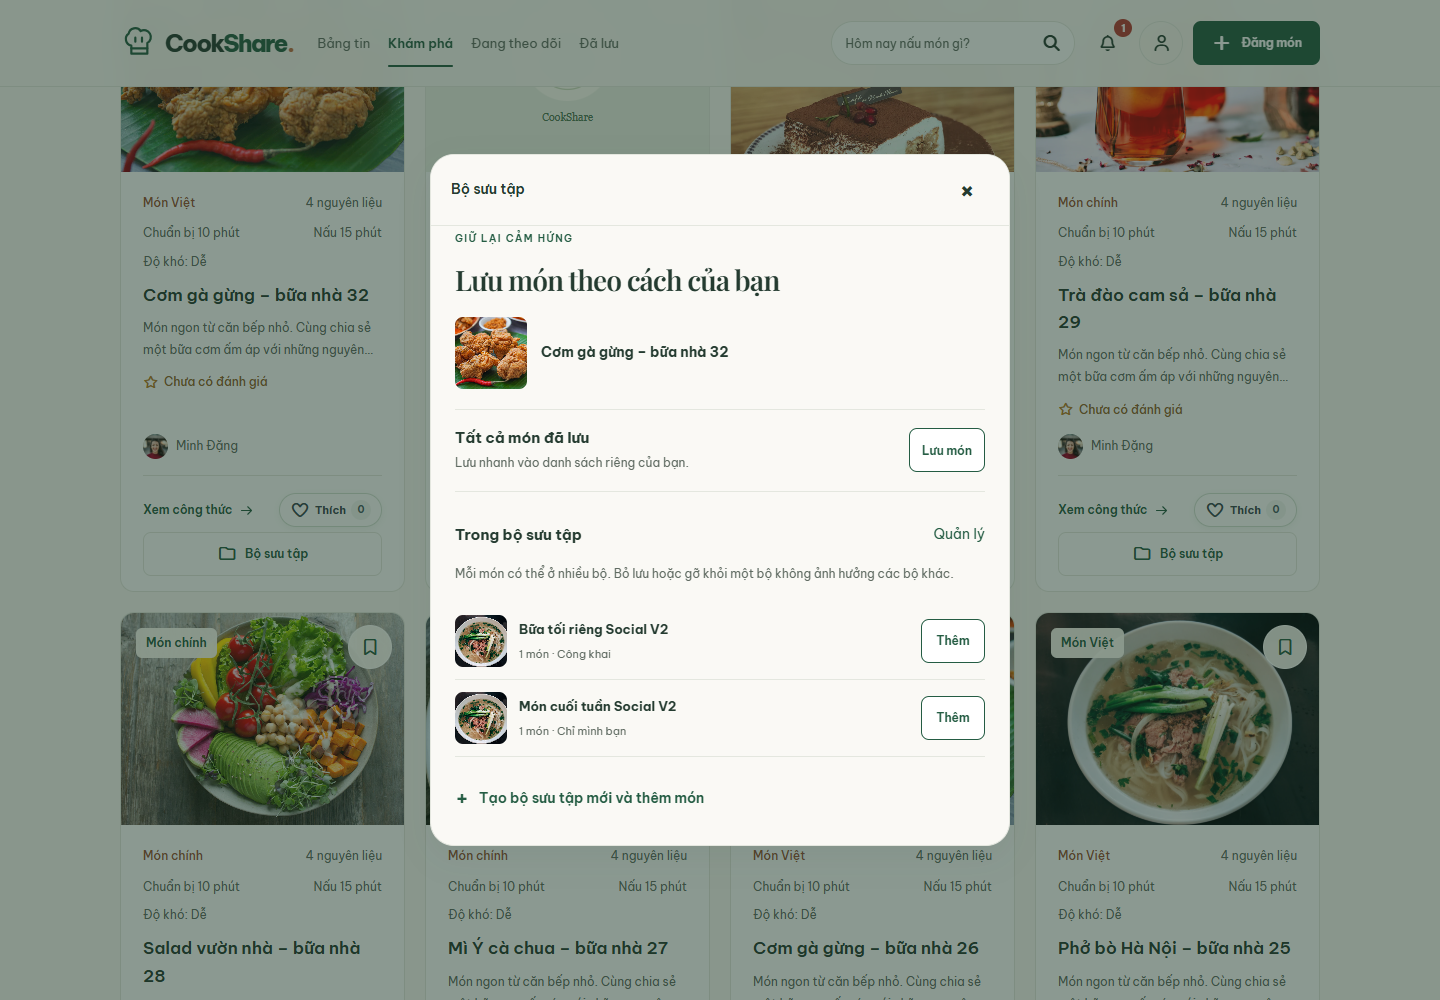 CookShare.
Bảng tin
Khám phá
Đang theo dõi
Đã lưu
Hôm nay nấu món gì?
1
Đăng món
CookShare
Món Việt
4 nguyên liệu
Chuẩn bị 10 phút
Nấu 15 phút
Độ khó: Dễ
Cơm gà gừng – bữa nhà 32
Món ngon từ căn bếp nhỏ. Cùng chia sẻ
một bữa cơm ấm áp với những nguyên...
Chưa có đánh giá
Minh Đặng
Xem công thức →
Thích 0
Bộ sưu tập
Bộ sưu tập
GIỮ LẠI CẢM HỨNG
Lưu món theo cách của bạn
Cơm gà gừng – bữa nhà 32
Tất cả món đã lưu
Lưu nhanh vào danh sách riêng của bạn.
Lưu món
Trong bộ sưu tập
Quản lý
Mỗi món có thể ở nhiều bộ. Bỏ lưu hoặc gỡ khỏi một bộ không ảnh hưởng các bộ khác.
Bữa tối riêng Social V2
1 món · Công khai
Thêm
Món cuối tuần Social V2
1 món · Chỉ mình bạn
Thêm
+ Tạo bộ sưu tập mới và thêm món
Món chính
4 nguyên liệu
Chuẩn bị 10 phút
Nấu 15 phút
Độ khó: Dễ
Trà đào cam sả – bữa nhà
29
Món ngon từ căn bếp nhỏ. Cùng chia sẻ
một bữa cơm ấm áp với những nguyên...
Chưa có đánh giá
Minh Đặng
Xem công thức →
Thích 0
Bộ sưu tập
Món chính
Món chính
4 nguyên liệu
Chuẩn bị 10 phút
Nấu 15 phút
Độ khó: Dễ
Salad vườn nhà – bữa nhà
28
Món chính
4 nguyên liệu
Chuẩn bị 10 phút
Nấu 15 phút
Độ khó: Dễ
Mì Ý cà chua – bữa nhà 27
Món ngon từ căn bếp nhỏ. Cùng chia sẻ
Món Việt
4 nguyên liệu
Chuẩn bị 10 phút
Nấu 15 phút
Độ khó: Dễ
Cơm gà gừng – bữa nhà 26
Món ngon từ căn bếp nhỏ. Cùng chia sẻ
Món Việt
Món Việt
4 nguyên liệu
Chuẩn bị 10 phút
Nấu 15 phút
Độ khó: Dễ
Phở bò Hà Nội – bữa nhà 25
Món ngon từ căn bếp nhỏ. Cùng chia sẻ